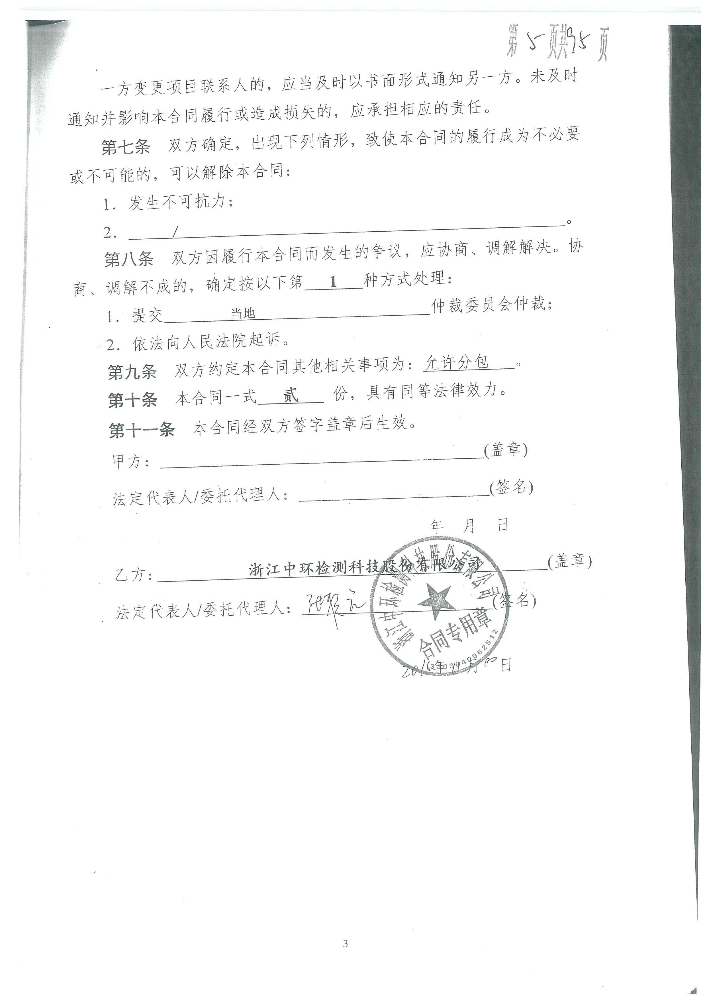 第 5 页共95 页
一方变更项目联系人的，应当及时以书面形式通知另一方。未及时
通知并影响本合同履行或造成损失的，应承担相应的责任。
第七条 双方确定，出现下列情形，致使本合同的履行成为不必要
或不可能的，可以解除本合同：
1. 发生不可抗力；
2. /。
第八条 双方因履行本合同而发生的争议，应协商、调解解决。协
商、调解不成的，确定按以下第 1 种方式处理：
1. 提交 当地 仲裁委员会仲裁；
2. 依法向人民法院起诉。
第九条 双方约定本合同其他相关事项为：允许分包。
第十条 本合同一式 贰 份，具有同等法律效力。
第十一条 本合同经双方签字盖章后生效。
甲方： (盖章)
法定代表人/委托代理人： (签名)
年 月 日
乙方： 浙江中环检测科技股份有限公司 (盖章)
法定代表人/委托代理人： (签名)
浙江中环检测科技股份有限公司
合同专用章
2016年11月 日
3